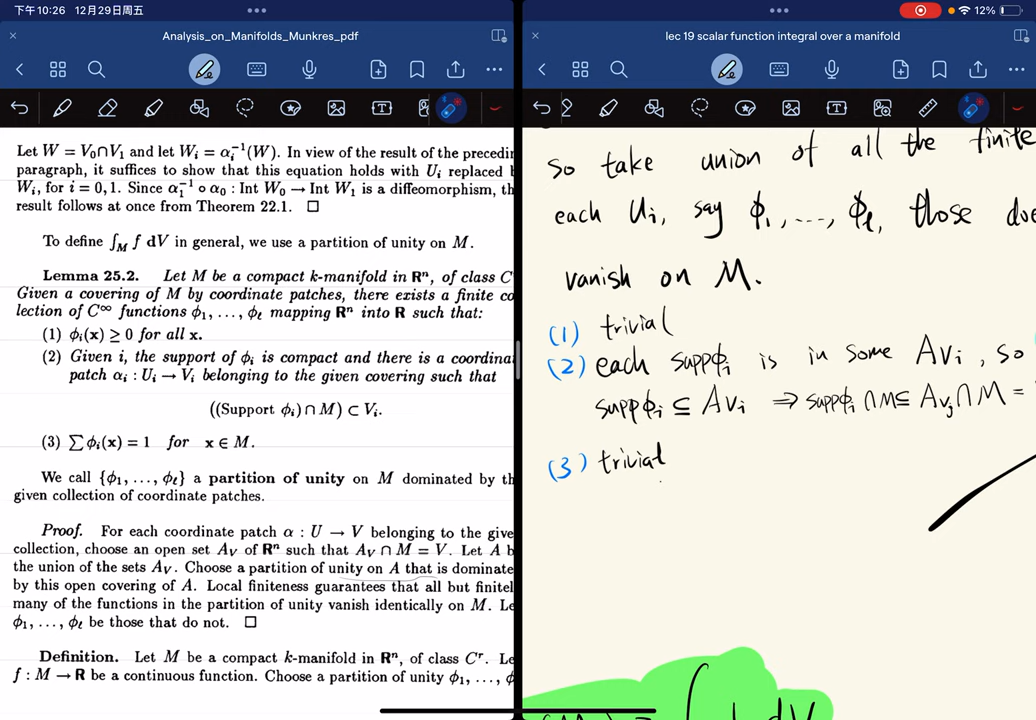 下午10:26 12月29日周五
12%
Analysis_on_Manifolds_Munkres_pdf
lec 19 scalar function integral over a manifold
Let W = V₀∩V₁ and let Wᵢ = αᵢ⁻¹(W). In view of the result of the precedin
paragraph, it suffices to show that this equation holds with Uᵢ replaced b
Wᵢ, for i = 0, 1. Since α₁⁻¹ ∘ α₀ : Int W₀ → Int W₁ is a diffeomorphism, th
result follows at once from Theorem 22.1. □
To define ∫_M f dV in general, we use a partition of unity on M.
Lemma 25.2. Let M be a compact k-manifold in Rⁿ, of class C
Given a covering of M by coordinate patches, there exists a finite co
lection of C^∞ functions ϕ₁, . . . , ϕ_ℓ mapping Rⁿ into R such that:
(1) ϕᵢ(x) ≥ 0 for all x.
(2) Given i, the support of ϕᵢ is compact and there is a coordina
patch αᵢ : Uᵢ → Vᵢ belonging to the given covering such that
((Support ϕᵢ) ∩ M) ⊂ Vᵢ.
(3) ∑ϕᵢ(x) = 1 for x ∈ M.
We call {ϕ₁, . . . , ϕ_ℓ} a partition of unity on M dominated by th
given collection of coordinate patches.
Proof. For each coordinate patch α : U → V belonging to the give
collection, choose an open set A_V of Rⁿ such that A_V ∩ M = V. Let A b
the union of the sets A_V. Choose a partition of unity on A that is dominate
by this open covering of A. Local finiteness guarantees that all but finitel
many of the functions in the partition of unity vanish identically on M. Le
ϕ₁, . . . , ϕ_ℓ be those that do not. □
Definition. Let M be a compact k-manifold in Rⁿ, of class Cʳ. Le
f : M → R be a continuous function. Choose a partition of unity ϕ₁, . . . , ϕ
so take union of all the finite
each Uᵢ, say ϕ₁, ..., ϕ_ℓ, those doe
vanish on M.
(1) trivial
(2) each suppϕᵢ is in some Avᵢ, so
suppϕᵢ ⊆ Avᵢ ⇒ suppϕᵢ ∩M ⊆ Avⱼ∩M =
(3) trivial